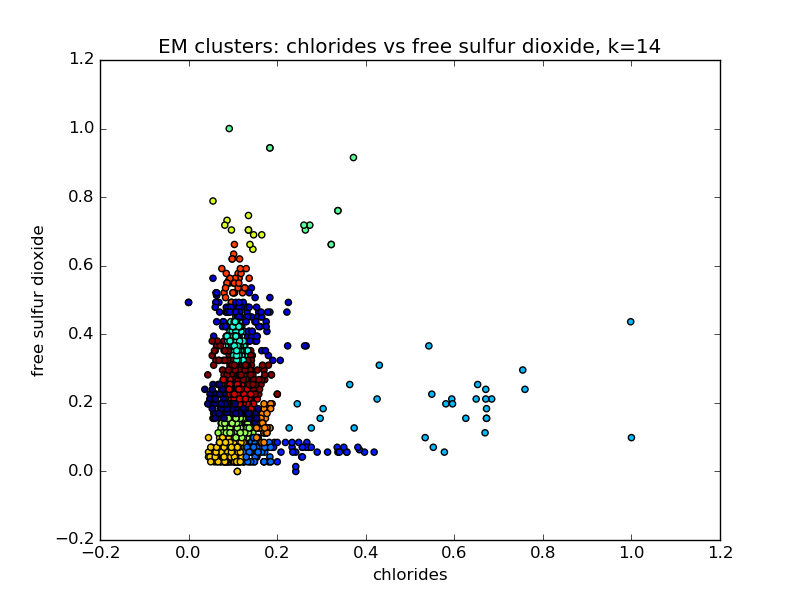 EM clusters: chlorides vs free sulfur dioxide, k=14
1.2
1.0
0.8
0.6
0.4
0.2
0.0
−0.2
free sulfur dioxide
−0.2 0.0 0.2 0.4 0.6 0.8 1.0 1.2
chlorides